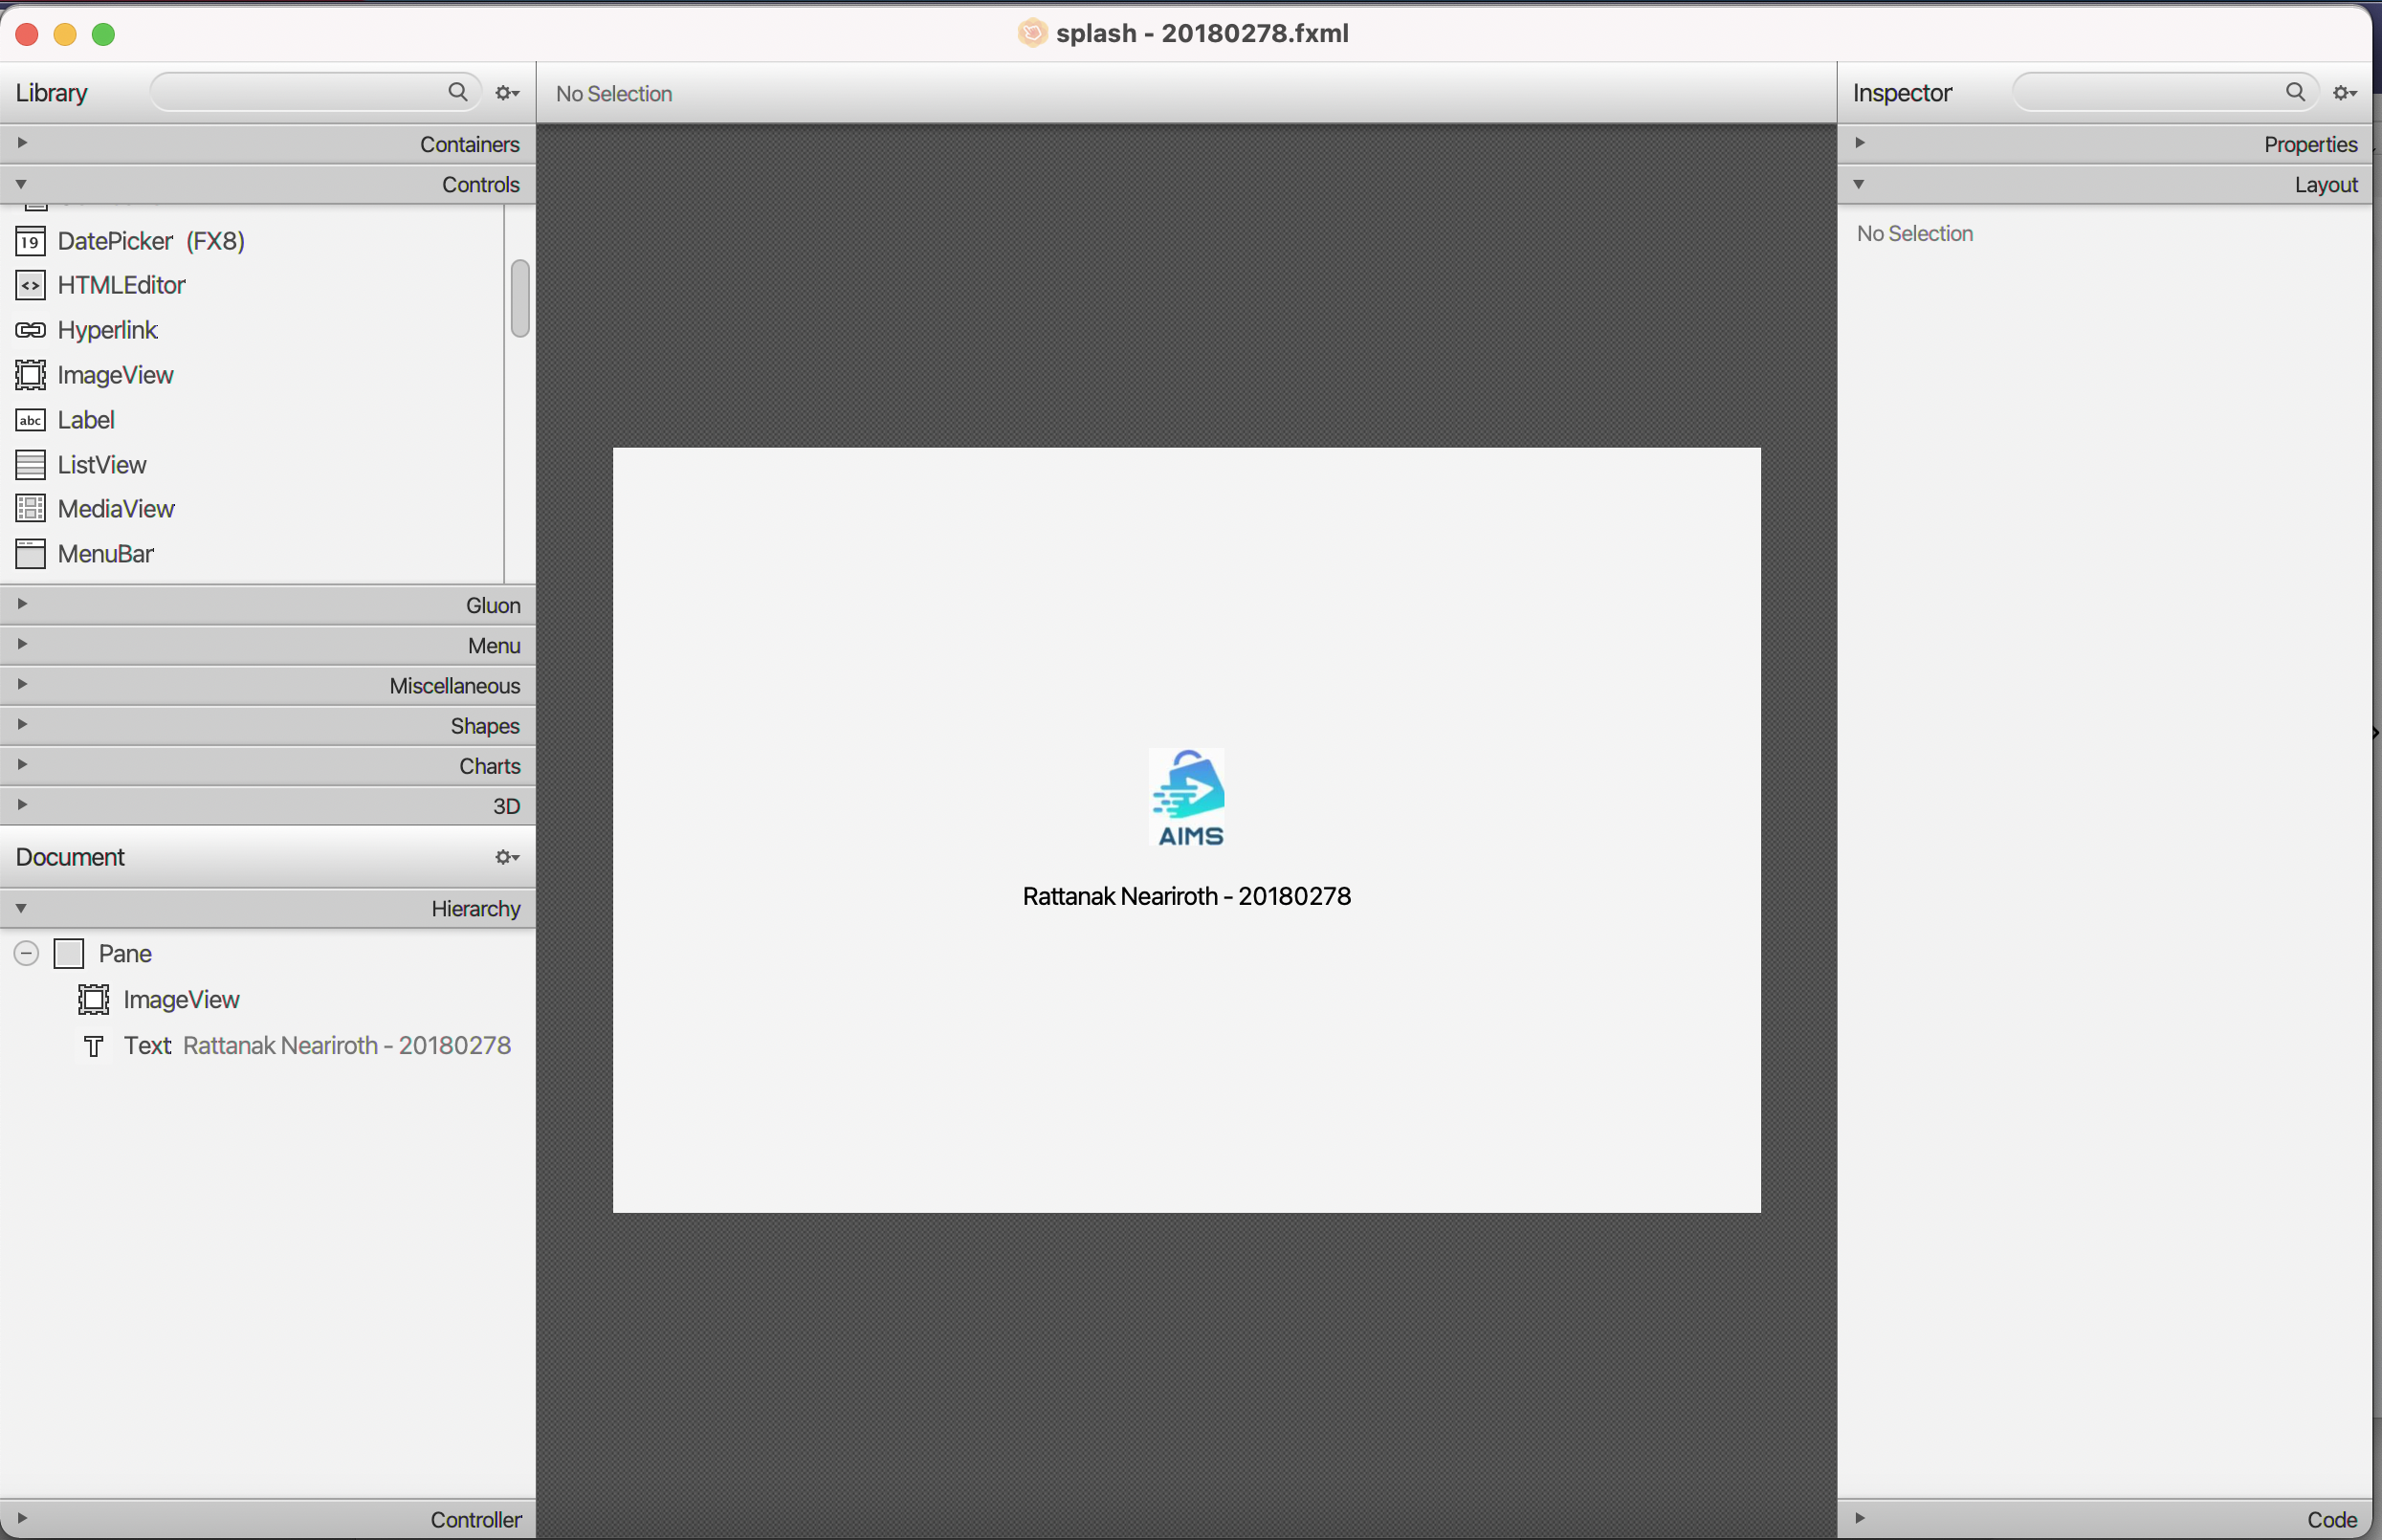 splash - 20180278.fxml
Library
No Selection
Inspector
Containers
Controls
19 DatePicker (FX8)
<> HTMLEditor
Hyperlink
ImageView
abc Label
ListView
MediaView
MenuBar
Gluon
Menu
Miscellaneous
Shapes
Charts
3D
Document
Hierarchy
Pane
ImageView
T Text Rattanak Neariroth - 20180278
Controller
AIMS
Rattanak Neariroth - 20180278
Properties
Layout
No Selection
Code